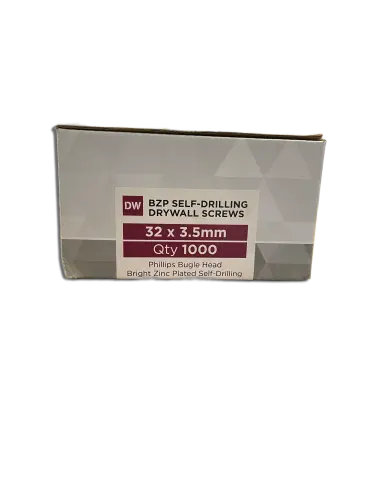 DW
BZP SELF-DRILLING
DRYWALL SCREWS
32 x 3.5mm
Qty 1000
Phillips Bugle Head
Bright Zinc Plated Self-Drilling